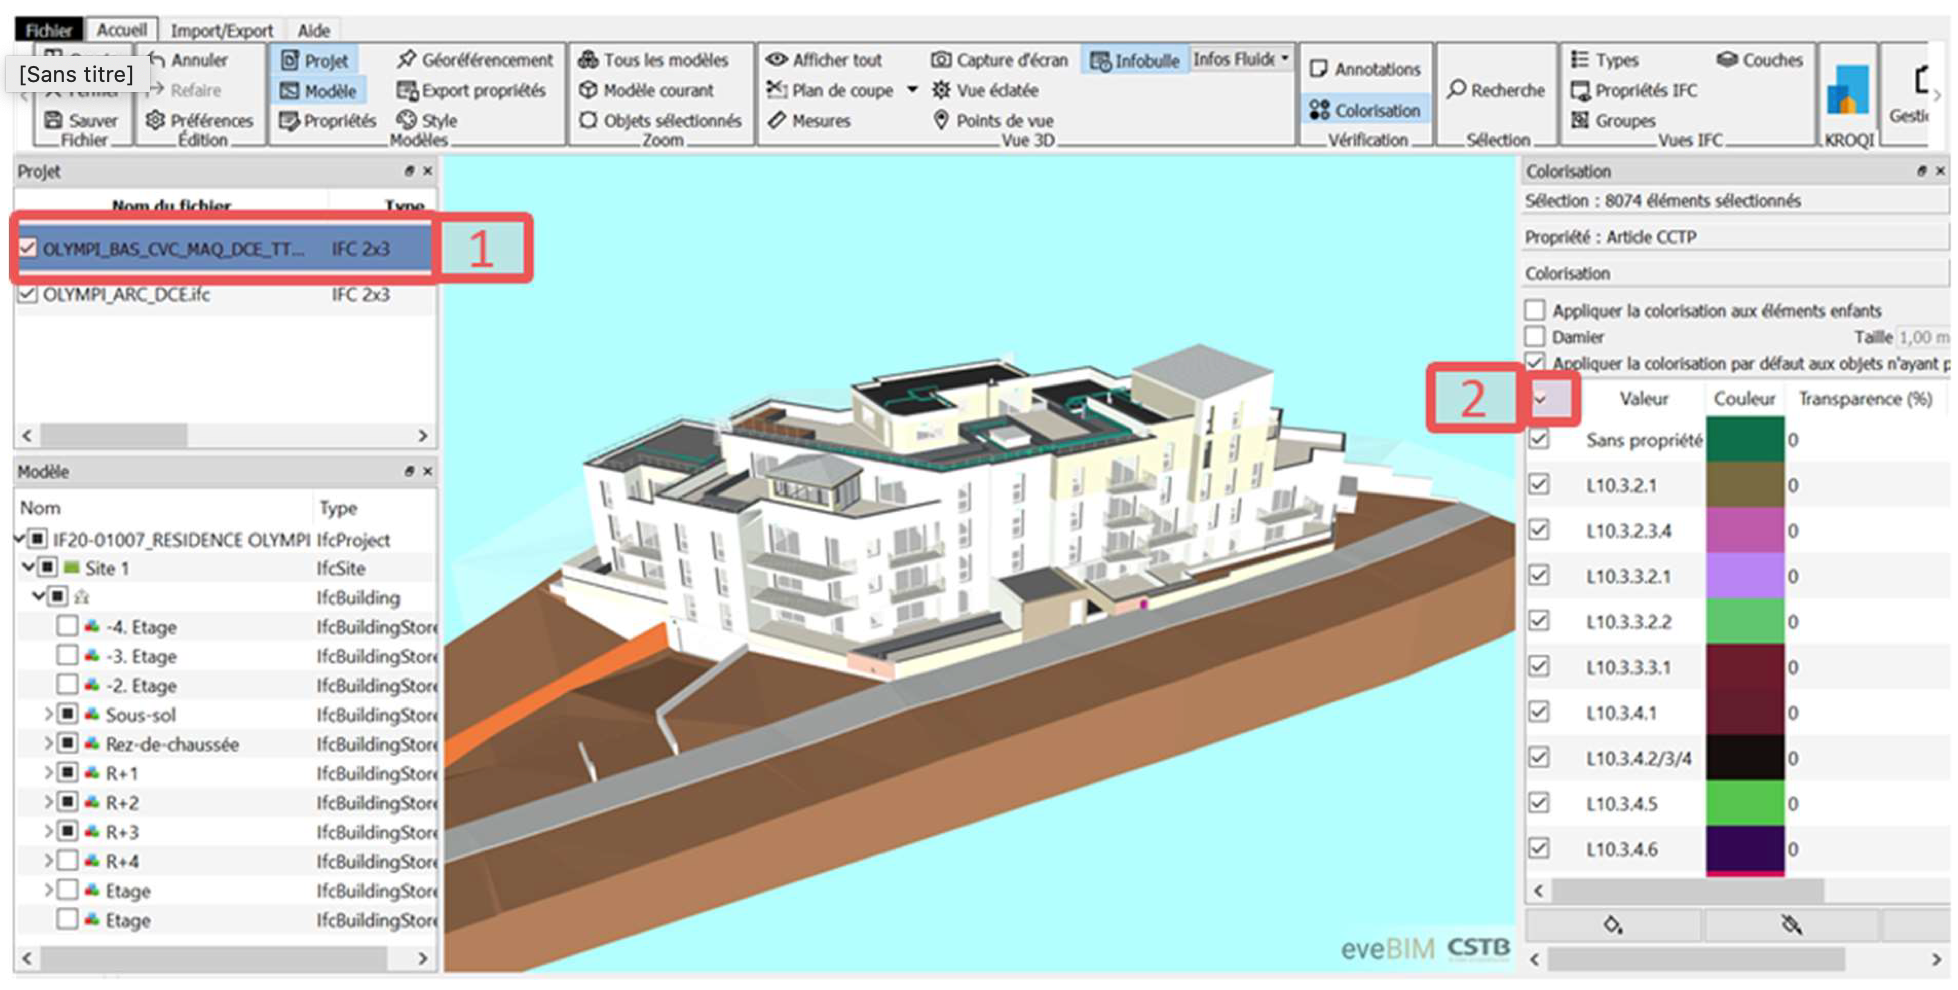 Fichier Accueil Import/Export Aide
[Sans titre]
Annuler
Refaire
Sauver
Préférences
Fichier
Édition
Projet
Modèle
Propriétés
Géoréférencement
Export propriétés
Style
Modèles
Tous les modèles
Modèle courant
Objets sélectionnés
Zoom
Afficher tout
Plan de coupe
Mesures
Capture d'écran
Vue éclatée
Points de vue
Infobulle
Infos Fluide
Vue 3D
Annotations
Colorisation
Vérification
Recherche
Sélection
Types
Propriétés IFC
Groupes
Couches
Vues IFC
KROQI
Projet
Nom du fichier Type
OLYMPI_BAS_CVC_MAQ_DCE_TT... IFC 2x3
1
OLYMPI_ARC_DCE.ifc IFC 2x3
Modèle
Nom Type
IF20-01007_RESIDENCE OLYMPI IfcProject
Site 1 IfcSite
IfcBuilding
-4. Etage IfcBuildingStore
-3. Etage IfcBuildingStore
-2. Etage IfcBuildingStore
Sous-sol IfcBuildingStore
Rez-de-chaussée IfcBuildingStore
R+1 IfcBuildingStore
R+2 IfcBuildingStore
R+3 IfcBuildingStore
R+4 IfcBuildingStore
Etage IfcBuildingStore
Etage IfcBuildingStore
eveBIM CSTB
Colorisation
Sélection : 8074 éléments sélectionnés
Propriété : Article CCTP
Colorisation
Appliquer la colorisation aux éléments enfants
Damier Taille 1,00 m
Appliquer la colorisation par défaut aux objets n'ayant p
2
Valeur Couleur Transparence (%)
Sans propriété 0
L10.3.2.1 0
L10.3.2.3.4 0
L10.3.3.2.1 0
L10.3.3.2.2 0
L10.3.3.3.1 0
L10.3.4.1 0
L10.3.4.2/3/4 0
L10.3.4.5 0
L10.3.4.6 0